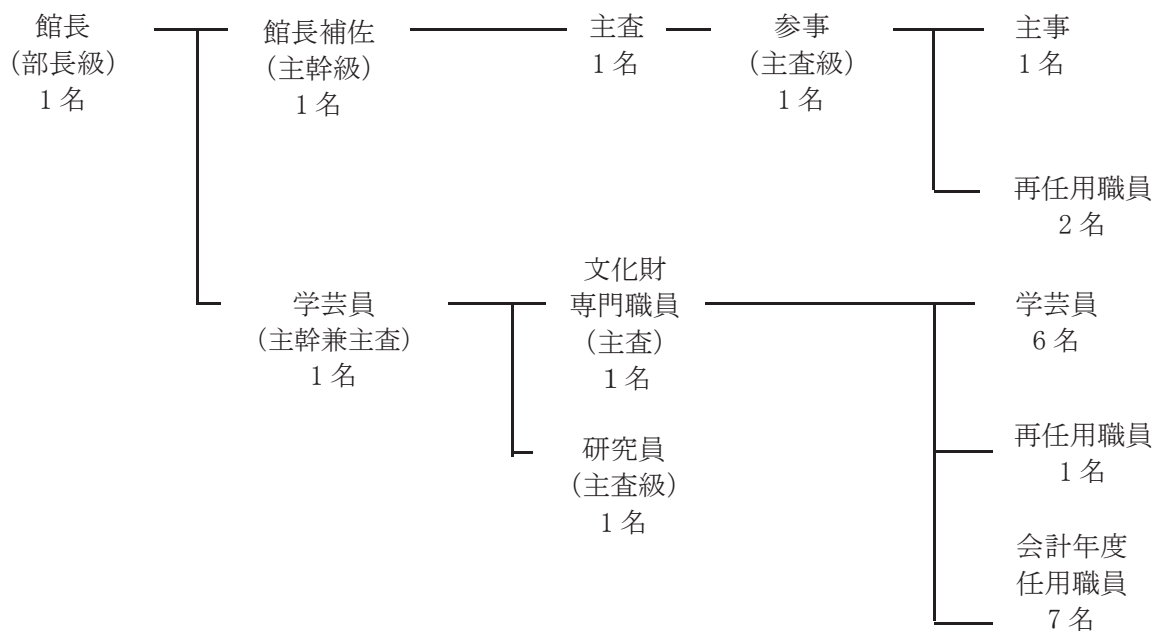 館長
(部長級)
1名
館長補佐
(主幹級)
1名
主査
1名
参事
(主査級)
1名
主事
1名
再任用職員
2名
学芸員
(主幹兼主査)
1名
文化財
専門職員
(主査)
1名
研究員
(主査級)
1名
学芸員
6名
再任用職員
1名
会計年度
任用職員
7名